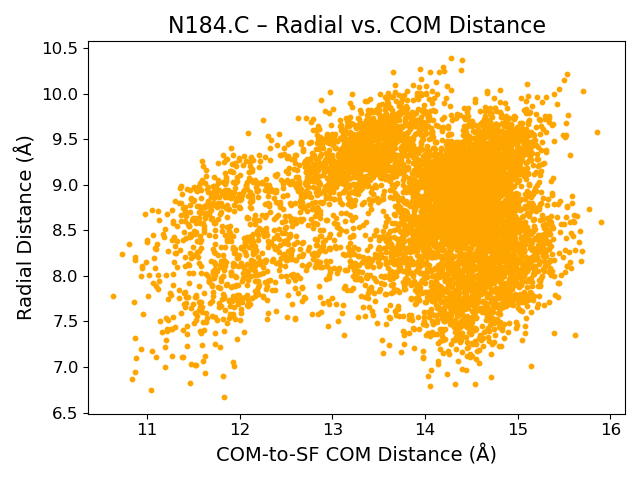 N184.C – Radial vs. COM Distance
10.5
10.0
9.5
9.0
8.5
8.0
7.5
7.0
6.5
Radial Distance (Å)
11 12 13 14 15 16
COM-to-SF COM Distance (Å)